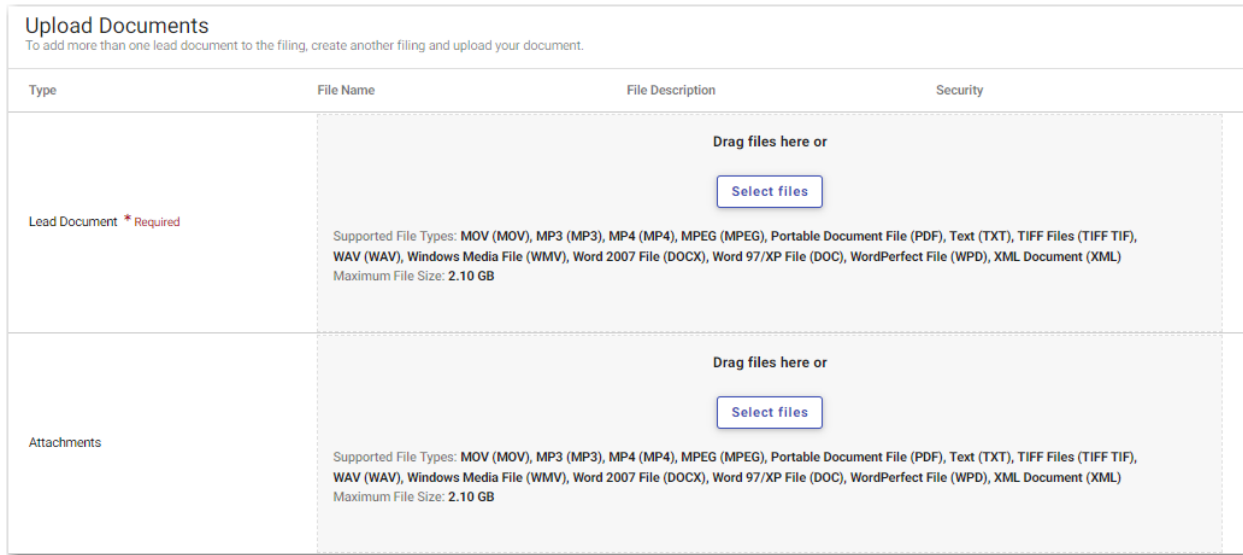 Upload Documents
To add more than one lead document to the filing, create another filing and upload your document.
Type File Name File Description Security
Drag files here or
Select files
Lead Document * Required
Supported File Types: MOV (MOV), MP3 (MP3), MP4 (MP4), MPEG (MPEG), Portable Document File (PDF), Text (TXT), TIFF Files (TIFF TIF),
WAV (WAV), Windows Media File (WMV), Word 2007 File (DOCX), Word 97/XP File (DOC), WordPerfect File (WPD), XML Document (XML)
Maximum File Size: 2.10 GB
Drag files here or
Select files
Attachments
Supported File Types: MOV (MOV), MP3 (MP3), MP4 (MP4), MPEG (MPEG), Portable Document File (PDF), Text (TXT), TIFF Files (TIFF TIF),
WAV (WAV), Windows Media File (WMV), Word 2007 File (DOCX), Word 97/XP File (DOC), WordPerfect File (WPD), XML Document (XML)
Maximum File Size: 2.10 GB